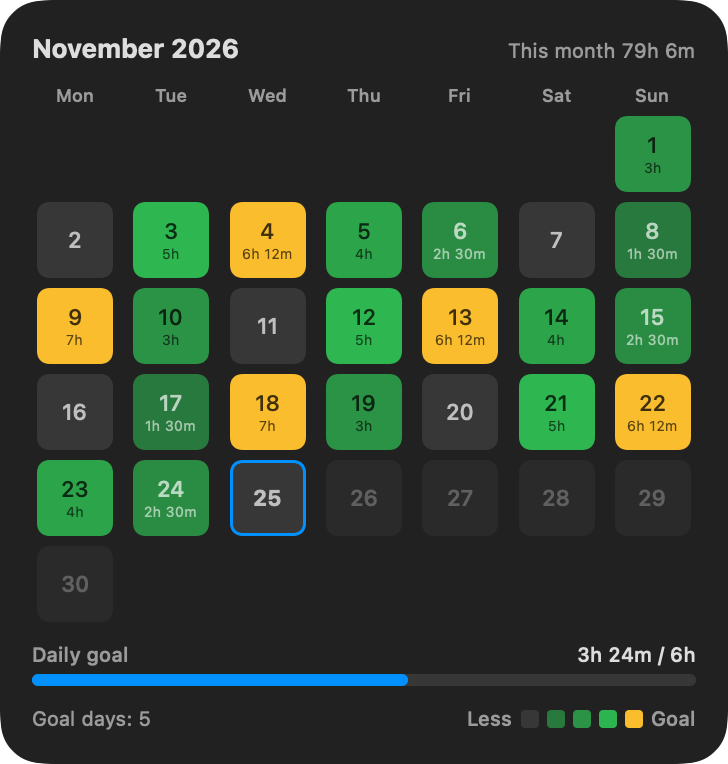 November 2026 This month 79h 6m
Mon Tue Wed Thu Fri Sat Sun
1
3h
2 3 4 5 6 7 8
5h 6h 12m 4h 2h 30m 1h 30m
9 10 11 12 13 14 15
7h 3h 5h 6h 12m 4h 2h 30m
16 17 18 19 20 21 22
1h 30m 7h 3h 5h 6h 12m
23 24 25 26 27 28 29
4h 2h 30m
30
Daily goal 3h 24m / 6h
Goal days: 5 Less Goal